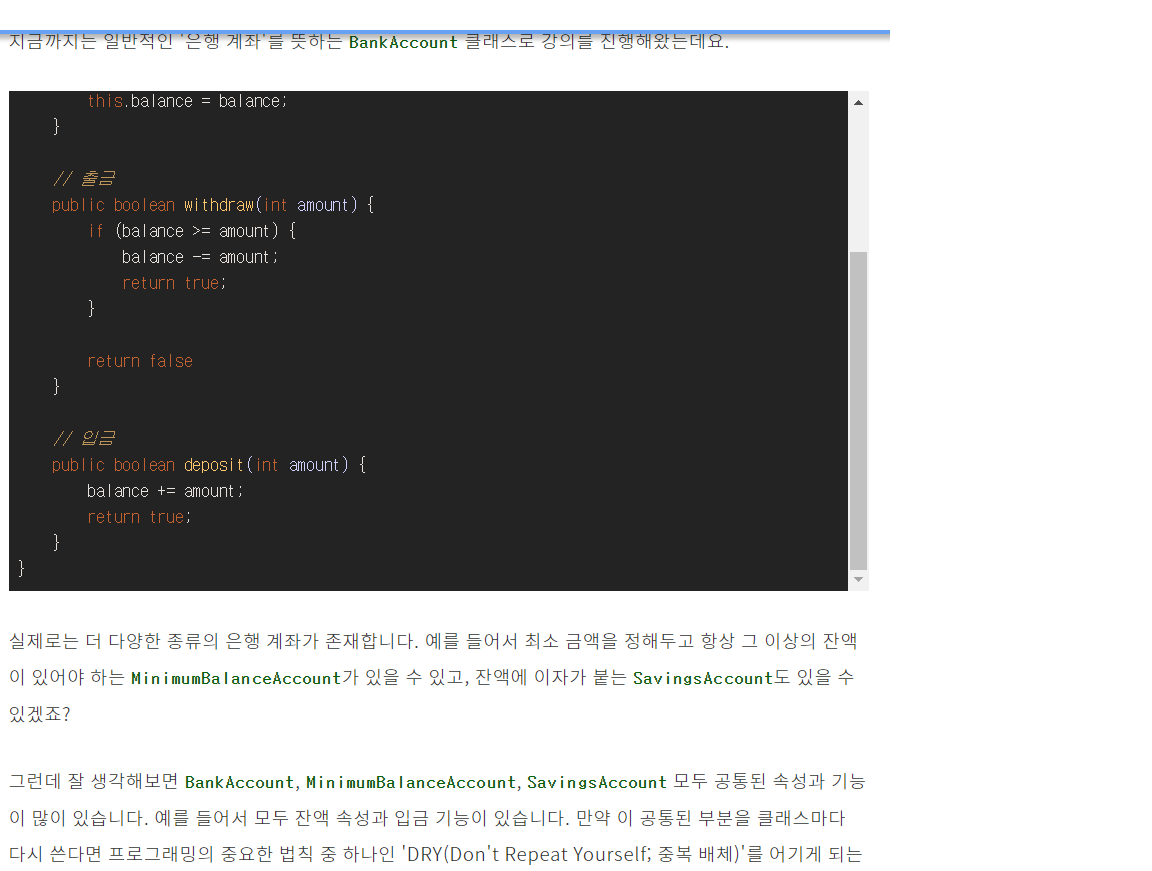 지금까지는 일반적인 '은행 계좌'를 뜻하는 BankAccount 클래스로 강의를 진행해왔는데요.
this.balance = balance;
}
// 출금
public boolean withdraw(int amount) {
if (balance >= amount) {
balance -= amount;
return true;
}
return false
}
// 입금
public boolean deposit(int amount) {
balance += amount;
return true;
}
}
실제로는 더 다양한 종류의 은행 계좌가 존재합니다. 예를 들어서 최소 금액을 정해두고 항상 그 이상의 잔액
이 있어야 하는 MinimumBalanceAccount가 있을 수 있고, 잔액에 이자가 붙는 SavingsAccount도 있을 수
있겠죠?
그런데 잘 생각해보면 BankAccount, MinimumBalanceAccount, SavingsAccount 모두 공통된 속성과 기능
이 많이 있습니다. 예를 들어서 모두 잔액 속성과 입금 기능이 있습니다. 만약 이 공통된 부분을 클래스마다
다시 쓴다면 프로그래밍의 중요한 법칙 중 하나인 'DRY(Don't Repeat Yourself; 중복 배체)'를 어기게 되는